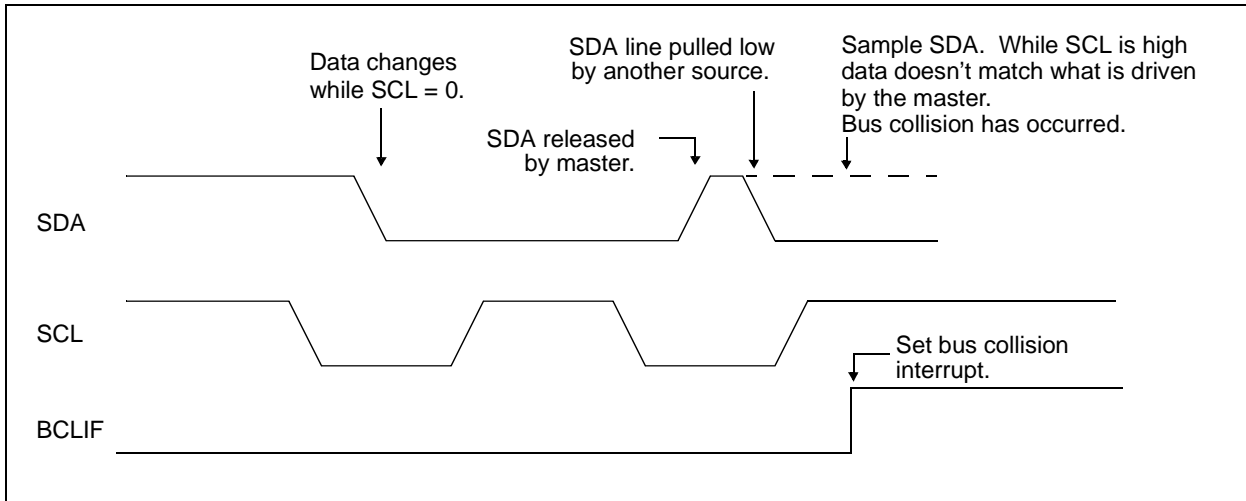 Data changes
while SCL = 0.
SDA line pulled low
by another source.
Sample SDA. While SCL is high
data doesn't match what is driven
by the master.
Bus collision has occurred.
SDA released
by master.
SDA
SCL
Set bus collision
interrupt.
BCLIF